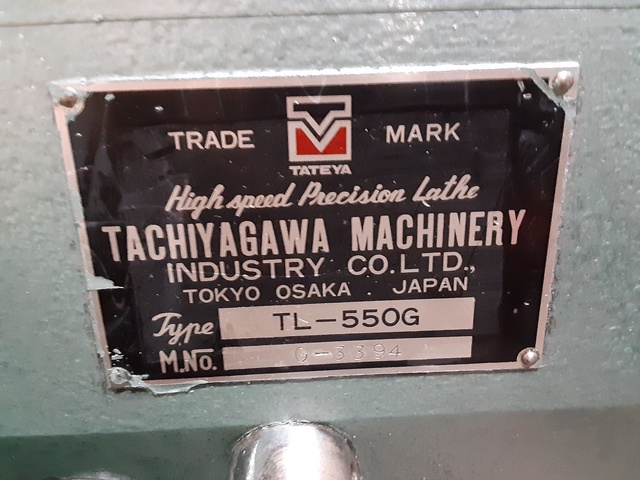 TRADE MARK
TATEYA
High speed Precision Lathe
TACHIYAGAWA MACHINERY
INDUSTRY CO.LTD.,
TOKYO OSAKA JAPAN
Type TL-550G
M.No. G-3394